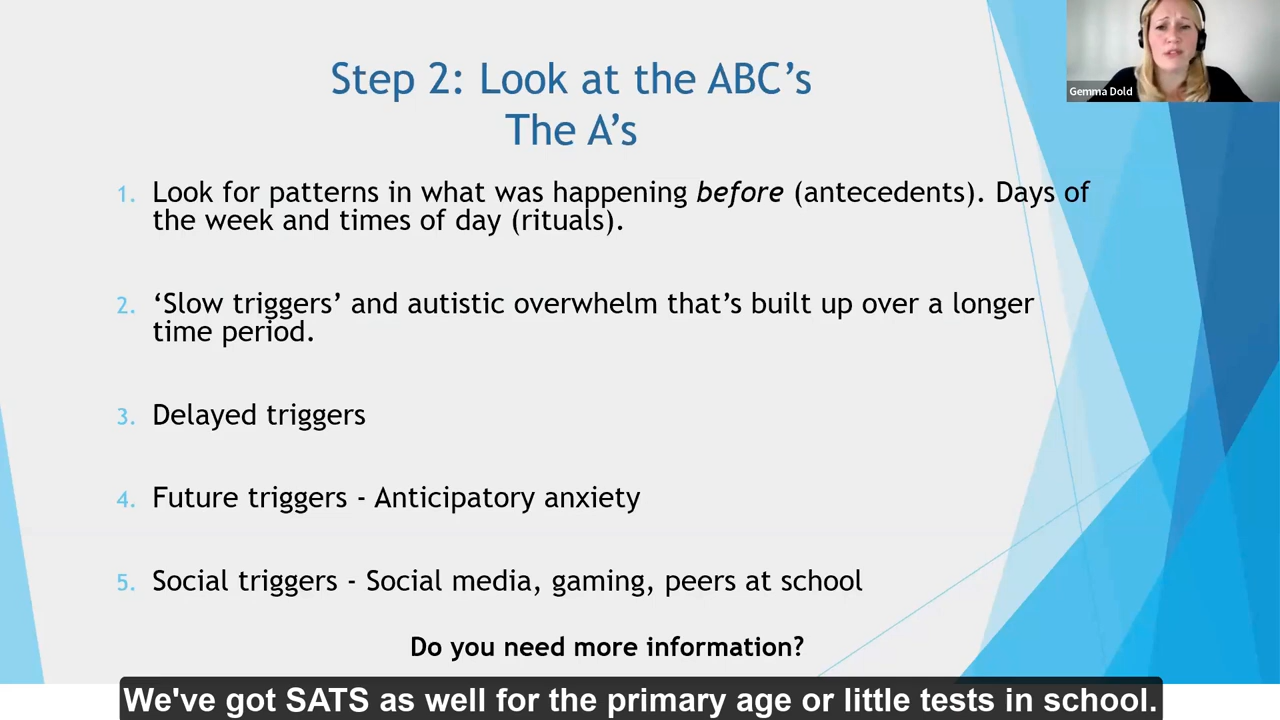 Step 2: Look at the ABC’s
The A’s
Gemma Dold
1. Look for patterns in what was happening before (antecedents). Days of
the week and times of day (rituals).
2. ‘Slow triggers’ and autistic overwhelm that’s built up over a longer
time period.
3. Delayed triggers
4. Future triggers - Anticipatory anxiety
5. Social triggers - Social media, gaming, peers at school
Do you need more information?
We've got SATS as well for the primary age or little tests in school.